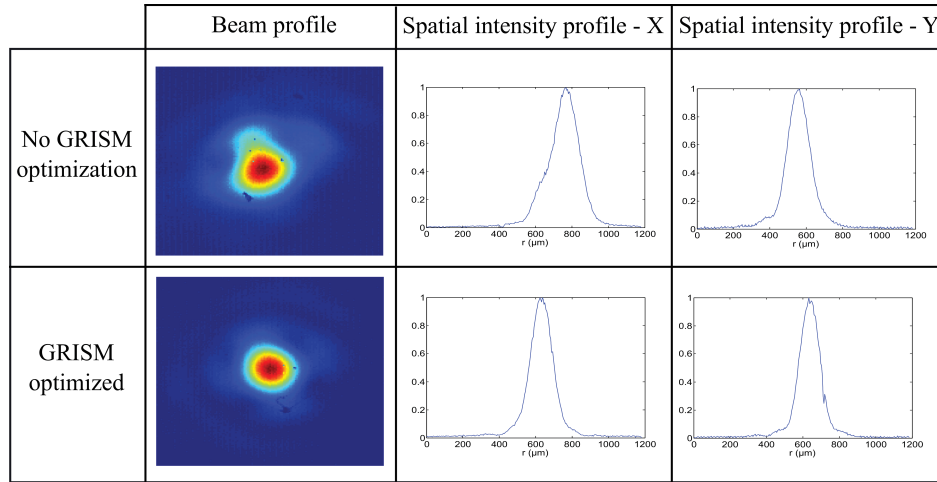 Beam profile
Spatial intensity profile - X
Spatial intensity profile - Y
No GRISM
optimization
1
0.8
0.6
0.4
0.2
0
0 200 400 600 800 1000 1200
r (µm)
1
0.8
0.6
0.4
0.2
0
0 200 400 600 800 1000 1200
r (µm)
GRISM
optimized
1
0.8
0.6
0.4
0.2
0
0 200 400 600 800 1000 1200
r (µm)
1
0.8
0.6
0.4
0.2
0
0 200 400 600 800 1000 1200
r (µm)